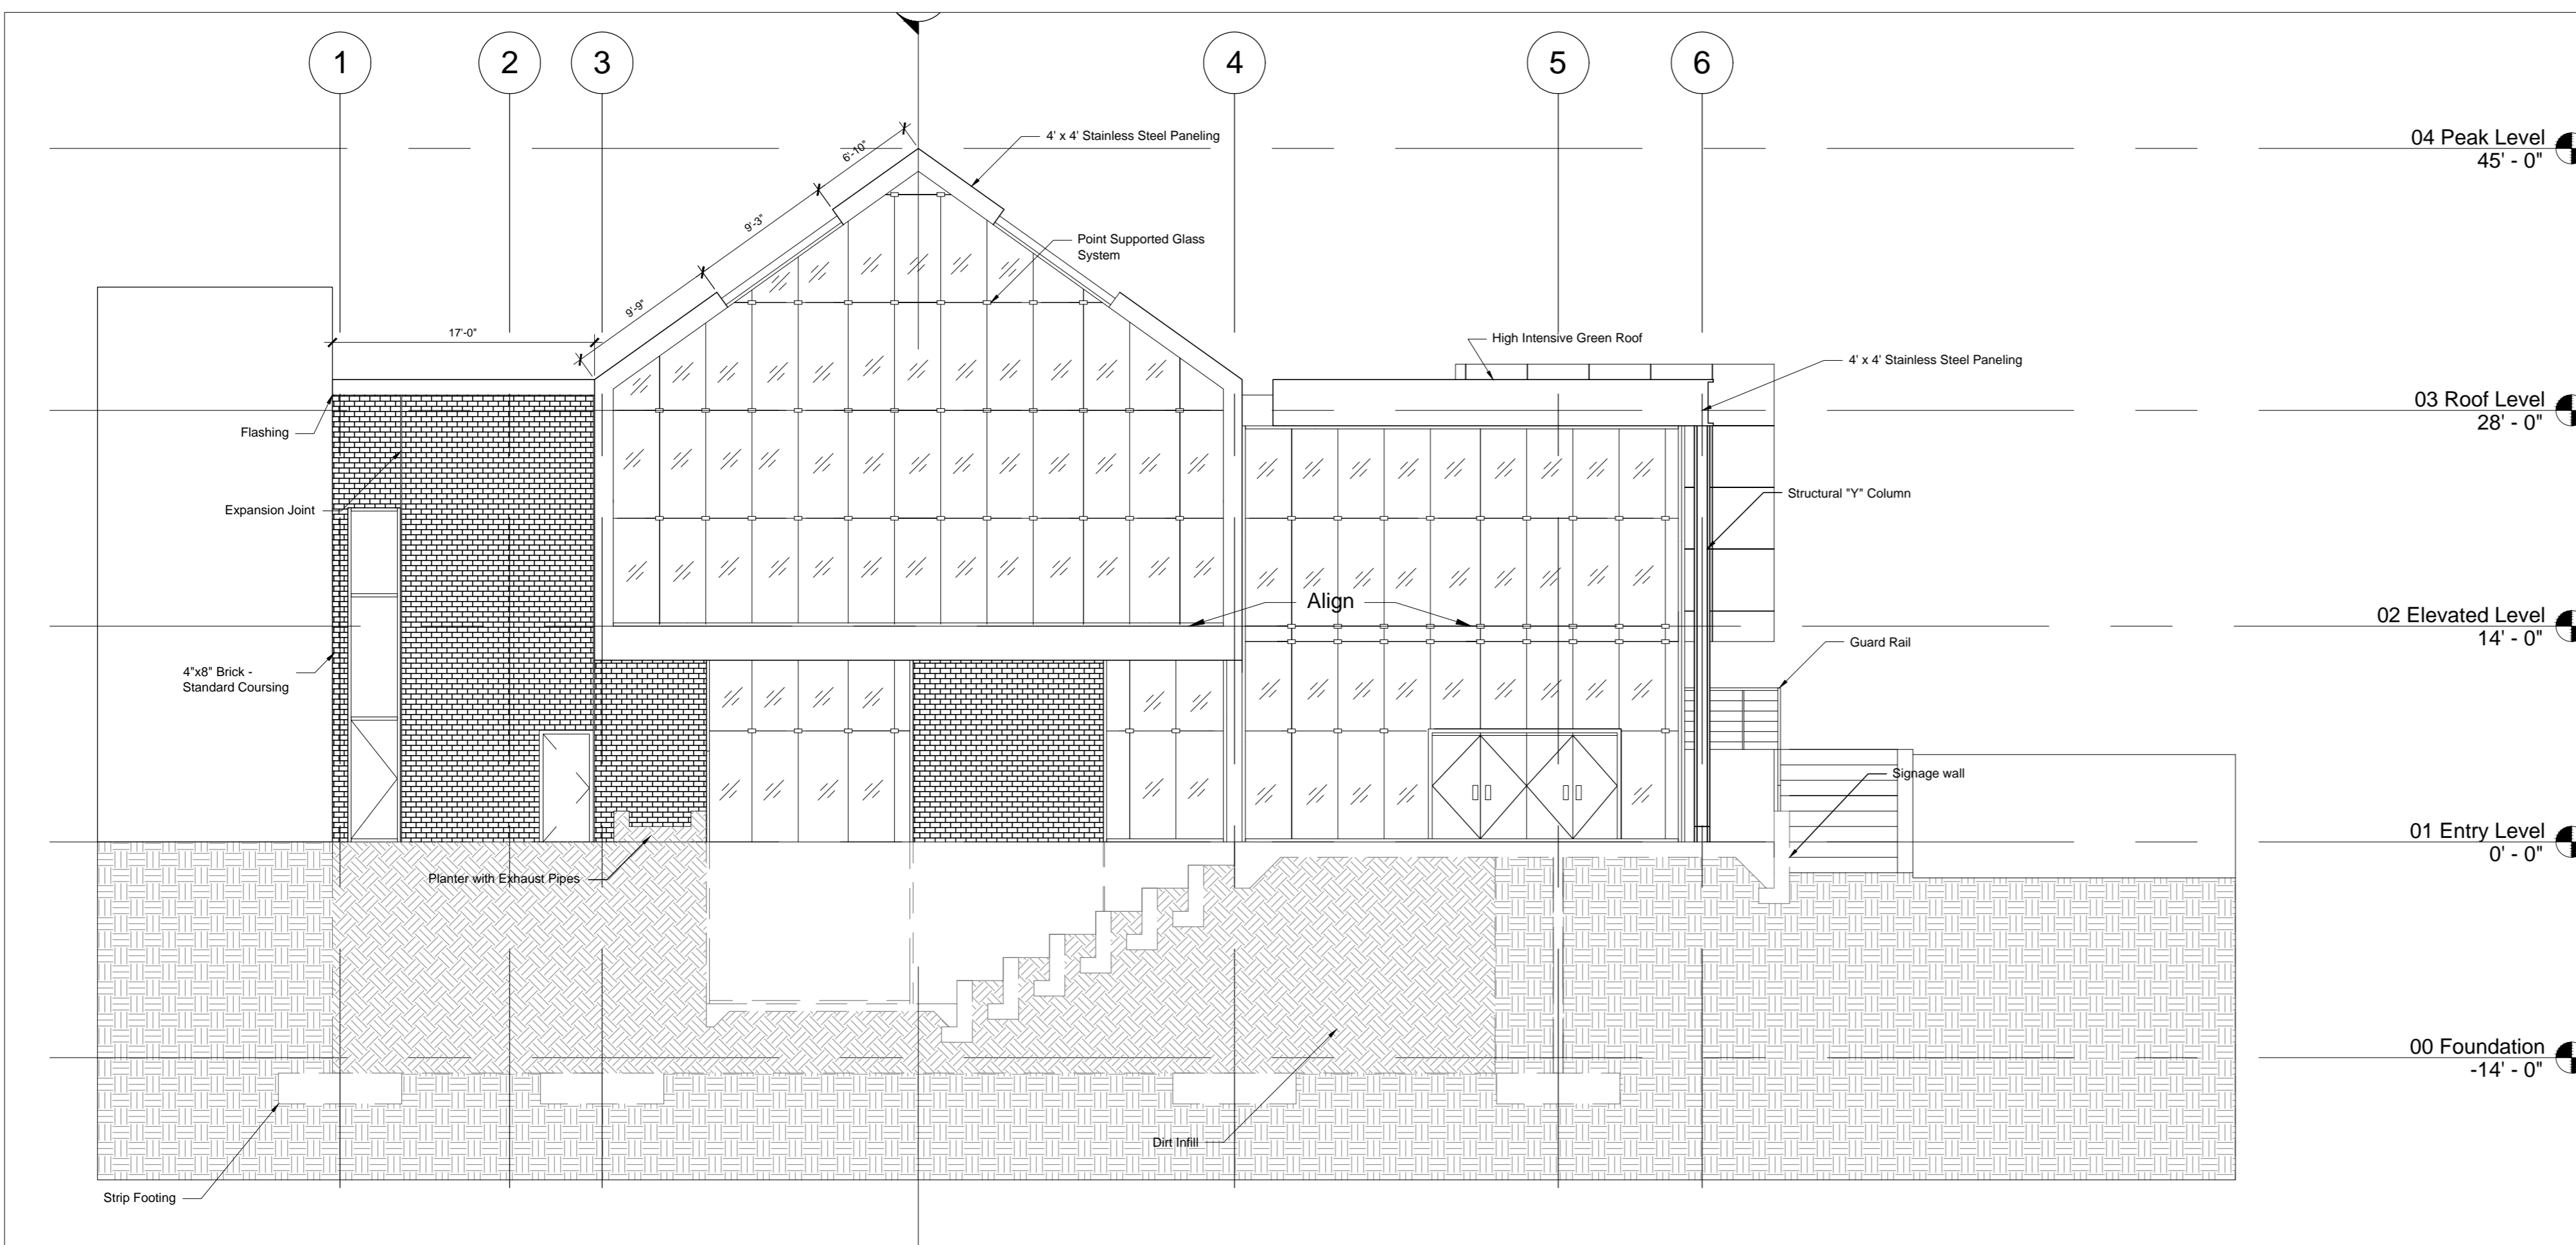 1
2
3
4
5
6
04 Peak Level
45' - 0"
4' x 4' Stainless Steel Paneling
6'-10"
9'-3"
9'-9"
17'-0"
Point Supported Glass
System
High Intensive Green Roof
4' x 4' Stainless Steel Paneling
03 Roof Level
28' - 0"
Flashing
Expansion Joint
Structural "Y" Column
Align
02 Elevated Level
14' - 0"
Guard Rail
4"x8" Brick -
Standard Coursing
Signage wall
01 Entry Level
0' - 0"
Planter with Exhaust Pipes
00 Foundation
-14' - 0"
Dirt Infill
Strip Footing